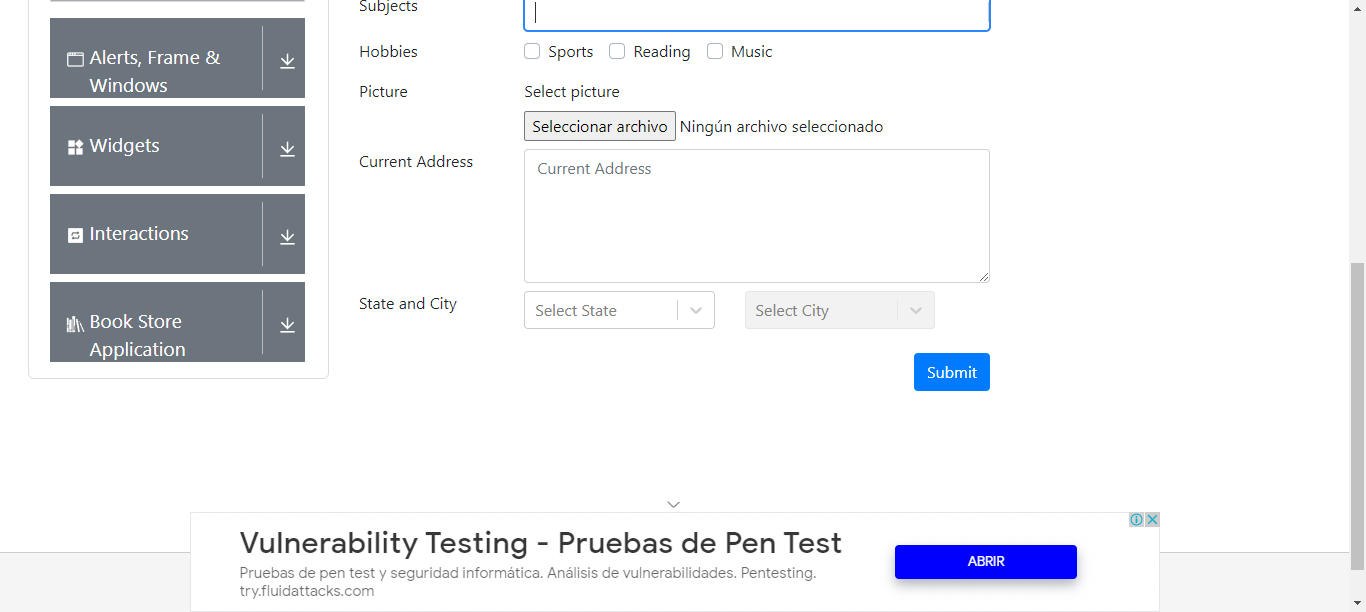 Alerts, Frame &
Windows
Widgets
Interactions
Book Store
Application
Subjects
Hobbies Sports Reading Music
Picture Select picture
Seleccionar archivo Ningún archivo seleccionado
Current Address Current Address
State and City Select State Select City
Submit
Vulnerability Testing - Pruebas de Pen Test
Pruebas de pen test y seguridad informática. Análisis de vulnerabilidades. Pentesting.
try.fluidattacks.com
ABRIR